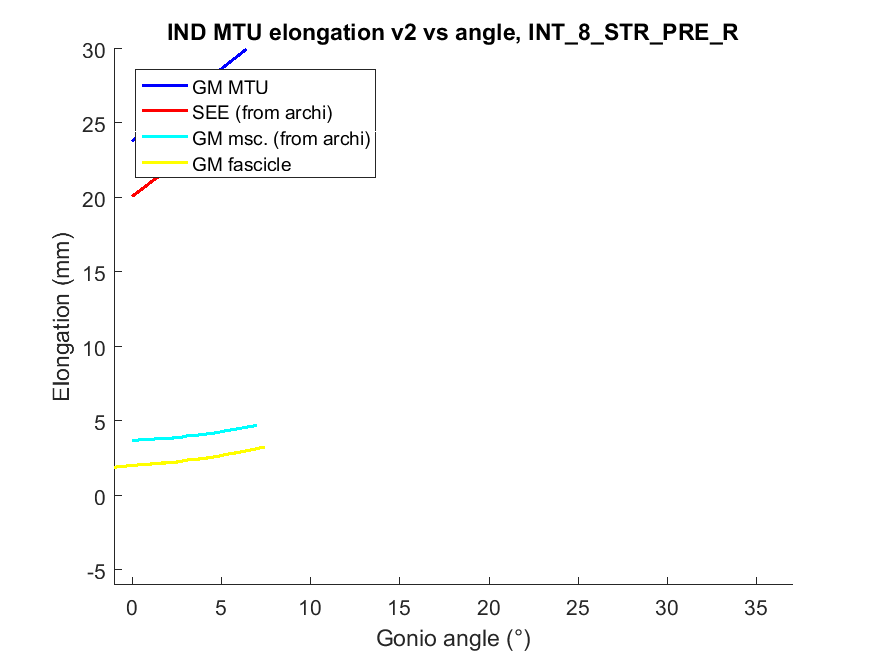 IND MTU elongation v2 vs angle, INT_8_STR_PRE_R
30
GM MTU
SEE (from archi)
GM msc. (from archi)
GM fascicle
25
20
15
10
5
0
-5
Elongation (mm)
0 5 10 15 20 25 30 35
Gonio angle (°)